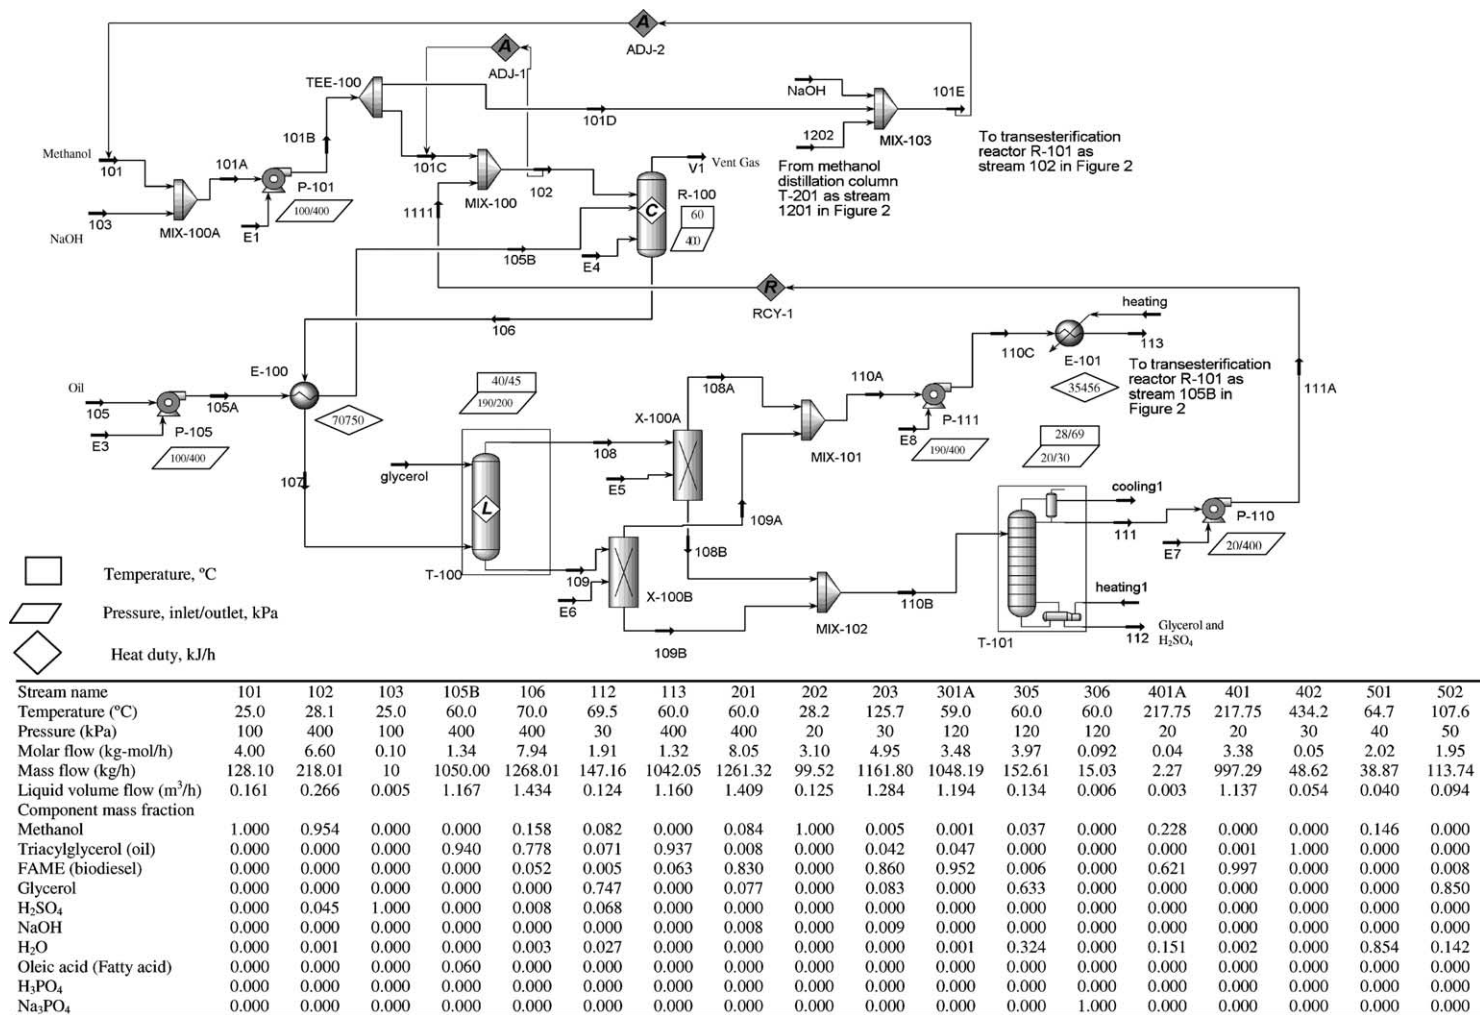 ADJ-2
ADJ-1
TEE-100
NaOH
101E
101B
101D
1202
MIX-103
To transesterification
reactor R-101 as
stream 102 in Figure 2
Methanol
101
101A
P-101
100/400
101C
102
V1
Vent Gas
From methanol
distillation column
T-201 as stream
1201 in Figure 2
103
NaOH
MIX-100A
E1
1111
MIX-100
R-100
C
60
400
105B
E4
RCY-1
106
heating
110C
113
E-101
35456
To transesterification
reactor R-101 as
stream 105B in
Figure 2
111A
Oil
105
105A
E-100
E3
P-105
100/400
70750
40/45
190/200
108A
110A
X-100A
MIX-101
E8
P-111
190/400
28/69
20/30
107
glycerol
108
E5
L
T-100
109
E6
109A
108B
X-100B
109B
MIX-102
110B
cooling1
111
P-110
E7
20/400
heating1
T-101
112
Glycerol and
H₂SO₄
Temperature, °C
Pressure, inlet/outlet, kPa
Heat duty, kJ/h
Stream name 101 102 103 105B 106 112 113 201 202 203 301A 305 306 401A 401 402 501 502
Temperature (°C) 25.0 28.1 25.0 60.0 70.0 69.5 60.0 60.0 28.2 125.7 59.0 60.0 60.0 217.75 217.75 434.2 64.7 107.6
Pressure (kPa) 100 400 100 400 400 30 400 400 20 30 120 120 120 20 20 30 40 50
Molar flow (kg-mol/h) 4.00 6.60 0.10 1.34 7.94 1.91 1.32 8.05 3.10 4.95 3.48 3.97 0.092 0.04 3.38 0.05 2.02 1.95
Mass flow (kg/h) 128.10 218.01 10 1050.00 1268.01 147.16 1042.05 1261.32 99.52 1161.80 1048.19 152.61 15.03 2.27 997.29 48.62 38.87 113.74
Liquid volume flow (m³/h) 0.161 0.266 0.005 1.167 1.434 0.124 1.160 1.409 0.125 1.284 1.194 0.134 0.006 0.003 1.137 0.054 0.040 0.094
Component mass fraction
Methanol 1.000 0.954 0.000 0.000 0.158 0.082 0.000 0.084 1.000 0.005 0.001 0.037 0.000 0.228 0.000 0.000 0.146 0.000
Triacylglycerol (oil) 0.000 0.000 0.000 0.940 0.778 0.071 0.937 0.008 0.000 0.042 0.047 0.000 0.000 0.000 0.001 1.000 0.000 0.000
FAME (biodiesel) 0.000 0.000 0.000 0.000 0.052 0.005 0.063 0.830 0.000 0.860 0.952 0.006 0.000 0.621 0.997 0.000 0.000 0.008
Glycerol 0.000 0.000 0.000 0.000 0.000 0.747 0.000 0.077 0.000 0.083 0.000 0.633 0.000 0.000 0.000 0.000 0.000 0.850
H₂SO₄ 0.000 0.045 1.000 0.000 0.008 0.068 0.000 0.000 0.000 0.000 0.000 0.000 0.000 0.000 0.000 0.000 0.000 0.000
NaOH 0.000 0.000 0.000 0.000 0.000 0.000 0.000 0.008 0.000 0.009 0.000 0.000 0.000 0.000 0.000 0.000 0.000 0.000
H₂O 0.000 0.001 0.000 0.000 0.003 0.027 0.000 0.000 0.000 0.000 0.001 0.324 0.000 0.151 0.002 0.000 0.854 0.142
Oleic acid (Fatty acid) 0.000 0.000 0.000 0.060 0.000 0.000 0.000 0.000 0.000 0.000 0.000 0.000 0.000 0.000 0.000 0.000 0.000 0.000
H₃PO₄ 0.000 0.000 0.000 0.000 0.000 0.000 0.000 0.000 0.000 0.000 0.000 0.000 0.000 0.000 0.000 0.000 0.000 0.000
Na₃PO₄ 0.000 0.000 0.000 0.000 0.000 0.000 0.000 0.000 0.000 0.000 0.000 0.000 1.000 0.000 0.000 0.000 0.000 0.000